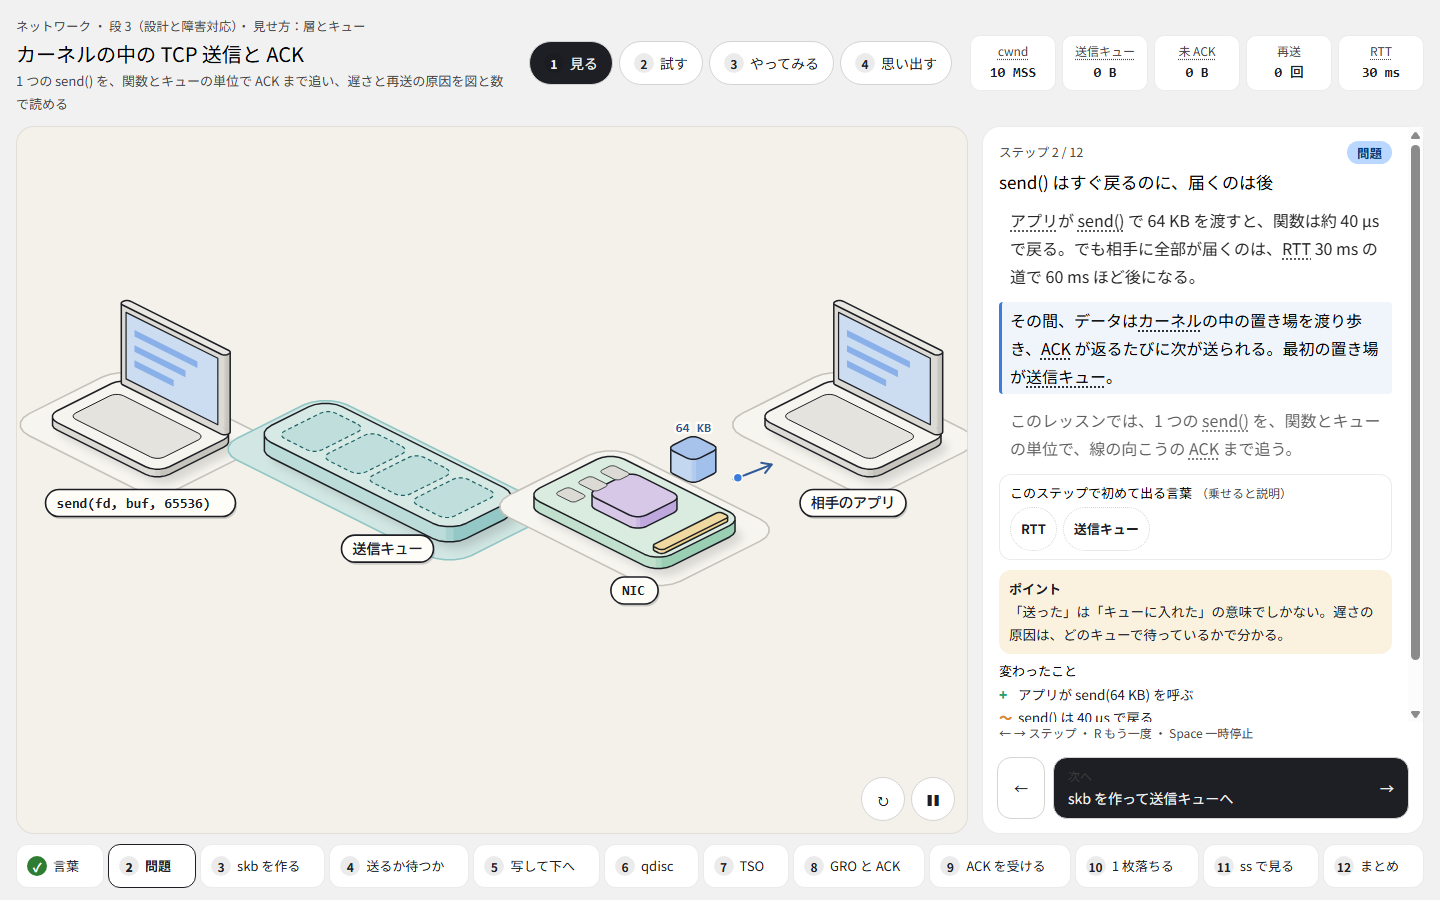 ネットワーク ・ 段 3（設計と障害対応）・ 見せ方：層とキュー
カーネルの中の TCP 送信と ACK
1 つの send() を、関数とキューの単位で ACK まで追い、遅さと再送の原因を図と数
で読める
1 見る
2 試す
3 やってみる
4 思い出す
cwnd
10 MSS
送信キュー
0 B
未 ACK
0 B
再送
0 回
RTT
30 ms
64 KB
send(fd, buf, 65536)
送信キュー
NIC
相手のアプリ
ステップ 2 / 12
問題
send() はすぐ戻るのに、届くのは後
アプリが send() で 64 KB を渡すと、関数は約 40 µs
で戻る。でも相手に全部が届くのは、RTT 30 ms の
道で 60 ms ほど後になる。
その間、データはカーネルの中の置き場を渡り歩
き、ACK が返るたびに次が送られる。最初の置き場
が送信キュー。
このレッスンでは、1 つの send() を、関数とキュー
の単位で、線の向こうの ACK まで追う。
このステップで初めて出る言葉 （乗せると説明）
RTT
送信キュー
ポイント
「送った」は「キューに入れた」の意味でしかない。遅さの
原因は、どのキューで待っているかで分かる。
変わったこと
+ アプリが send(64 KB) を呼ぶ
〜 send() は 40 µs で戻る
← → ステップ ・ R もう一度 ・ Space 一時停止
←
次へ
skb を作って送信キューへ
→
✓ 言葉
2 問題
3 skb を作る
4 送るか待つか
5 写して下へ
6 qdisc
7 TSO
8 GRO と ACK
9 ACK を受ける
10 1 枚落ちる
11 ss で見る
12 まとめ